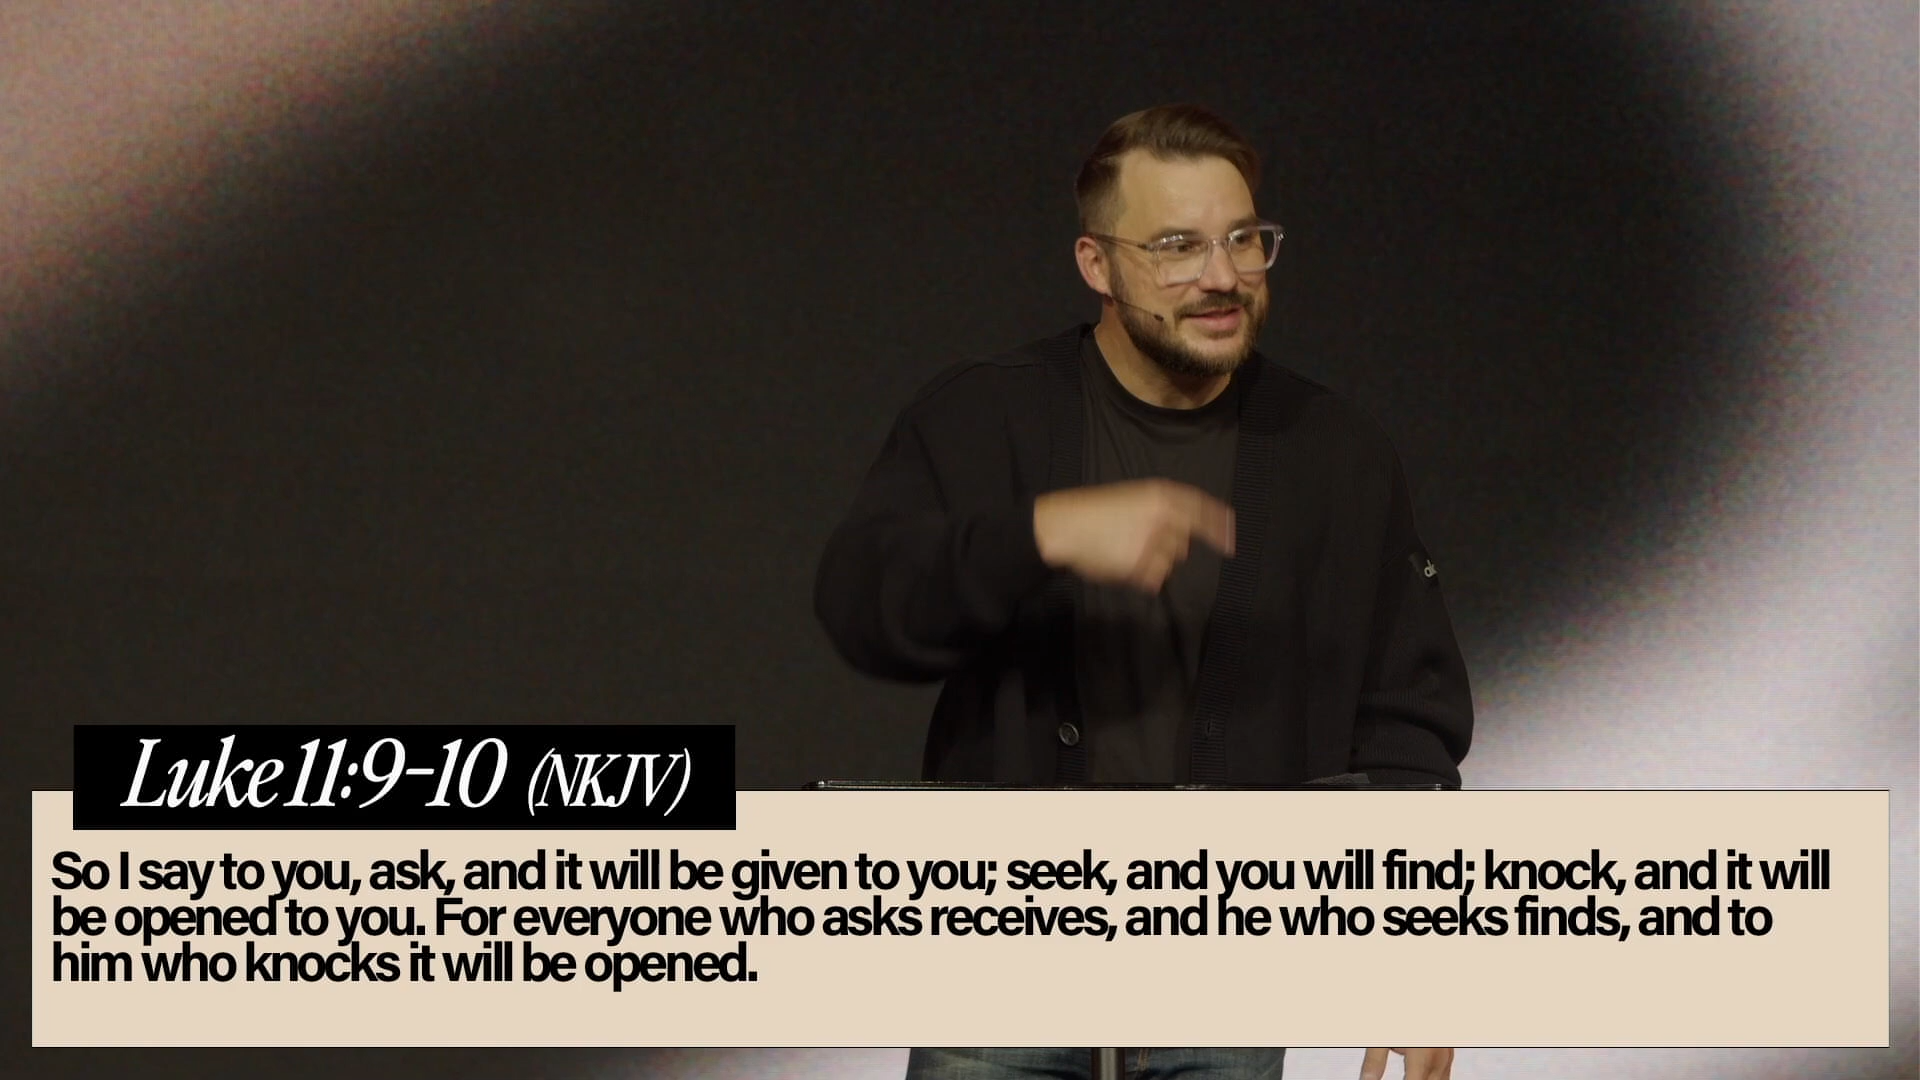 Luke 11:9-10 (NKJV)
So I say to you, ask, and it will be given to you; seek, and you will find; knock, and it will
be opened to you. For everyone who asks receives, and he who seeks finds, and to
him who knocks it will be opened.